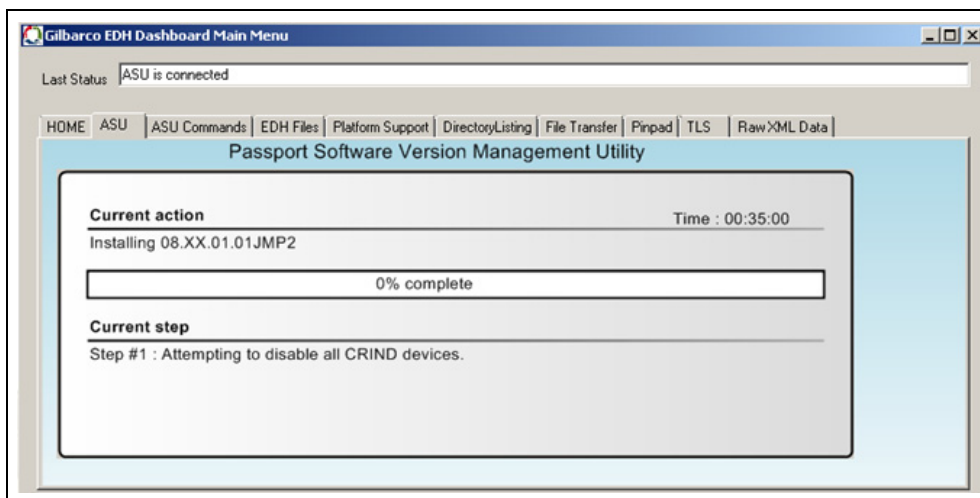 Gilbarco EDH Dashboard Main Menu
Last Status ASU is connected
HOME ASU ASU Commands EDH Files Platform Support DirectoryListing File Transfer Pinpad TLS Raw XML Data
Passport Software Version Management Utility
Current action Time : 00:35:00
Installing 08.XX.01.01JMP2
0% complete
Current step
Step #1 : Attempting to disable all CRIND devices.